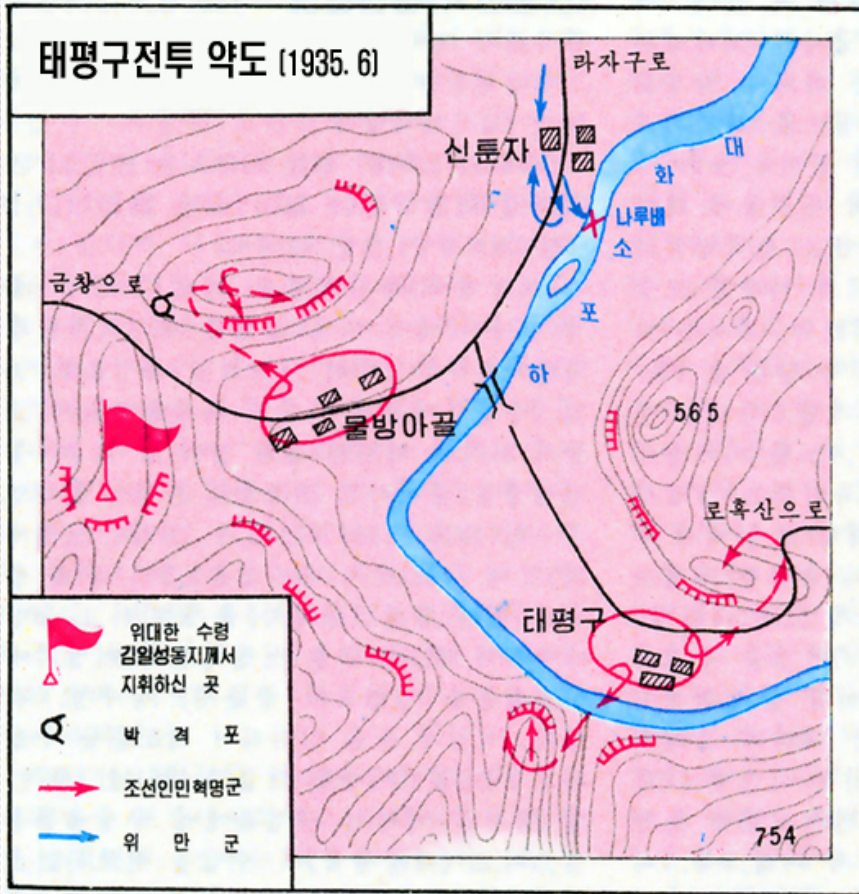 태평구전투 약도 (1935. 6)
라자구로
신툰자
대
화
나루배
소
포
하
금창으로
물방아골
565
로흑산으로
태평구
위대한 수령
김일성동지께서
지휘하신 곳
박격포
조선인민혁명군
위만군
754